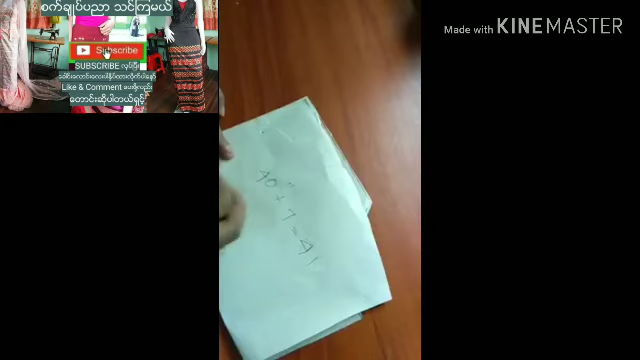 စက်ချုပ်ပညာ သင်ကြမယ်
Subscribe
SUBSCRIBE လုပ်ပြီး
Like & Comment ပေးဖို့လည်း
တောင်းဆိုပါတယ်ရှင့်
Made with KINEMASTER
40" + 1 = 41